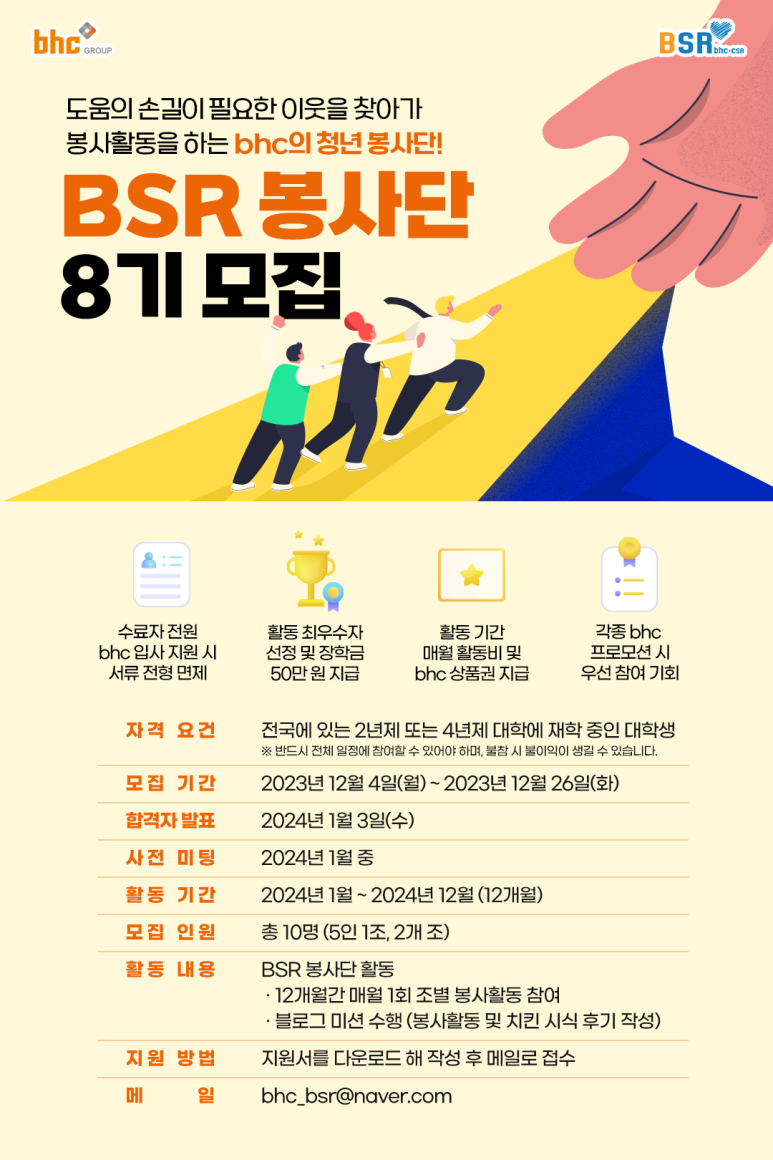 bhc GROUP
BSR bhc-CSR
도움의 손길이 필요한 이웃을 찾아가
봉사활동을 하는 bhc의 청년 봉사단!
BSR 봉사단
8기 모집
수료자 전원
bhc 입사 지원 시
서류 전형 면제
활동 최우수자
선정 및 장학금
50만 원 지급
활동 기간
매월 활동비 및
bhc 상품권 지급
각종 bhc
프로모션 시
우선 참여 기회
자격 요건 전국에 있는 2년제 또는 4년제 대학에 재학 중인 대학생
※ 반드시 전체 일정에 참여할 수 있어야 하며, 불참 시 불이익이 생길 수 있습니다.
모집 기간 2023년 12월 4일(월) ~ 2023년 12월 26일(화)
합격자 발표 2024년 1월 3일(수)
사전 미팅 2024년 1월 중
활동 기간 2024년 1월 ~ 2024년 12월 (12개월)
모집 인원 총 10명 (5인 1조, 2개 조)
활동 내용 BSR 봉사단 활동
· 12개월간 매월 1회 조별 봉사활동 참여
· 블로그 미션 수행 (봉사활동 및 치킨 시식 후기 작성)
지원 방법 지원서를 다운로드 해 작성 후 메일로 접수
메 일 bhc_bsr@naver.com